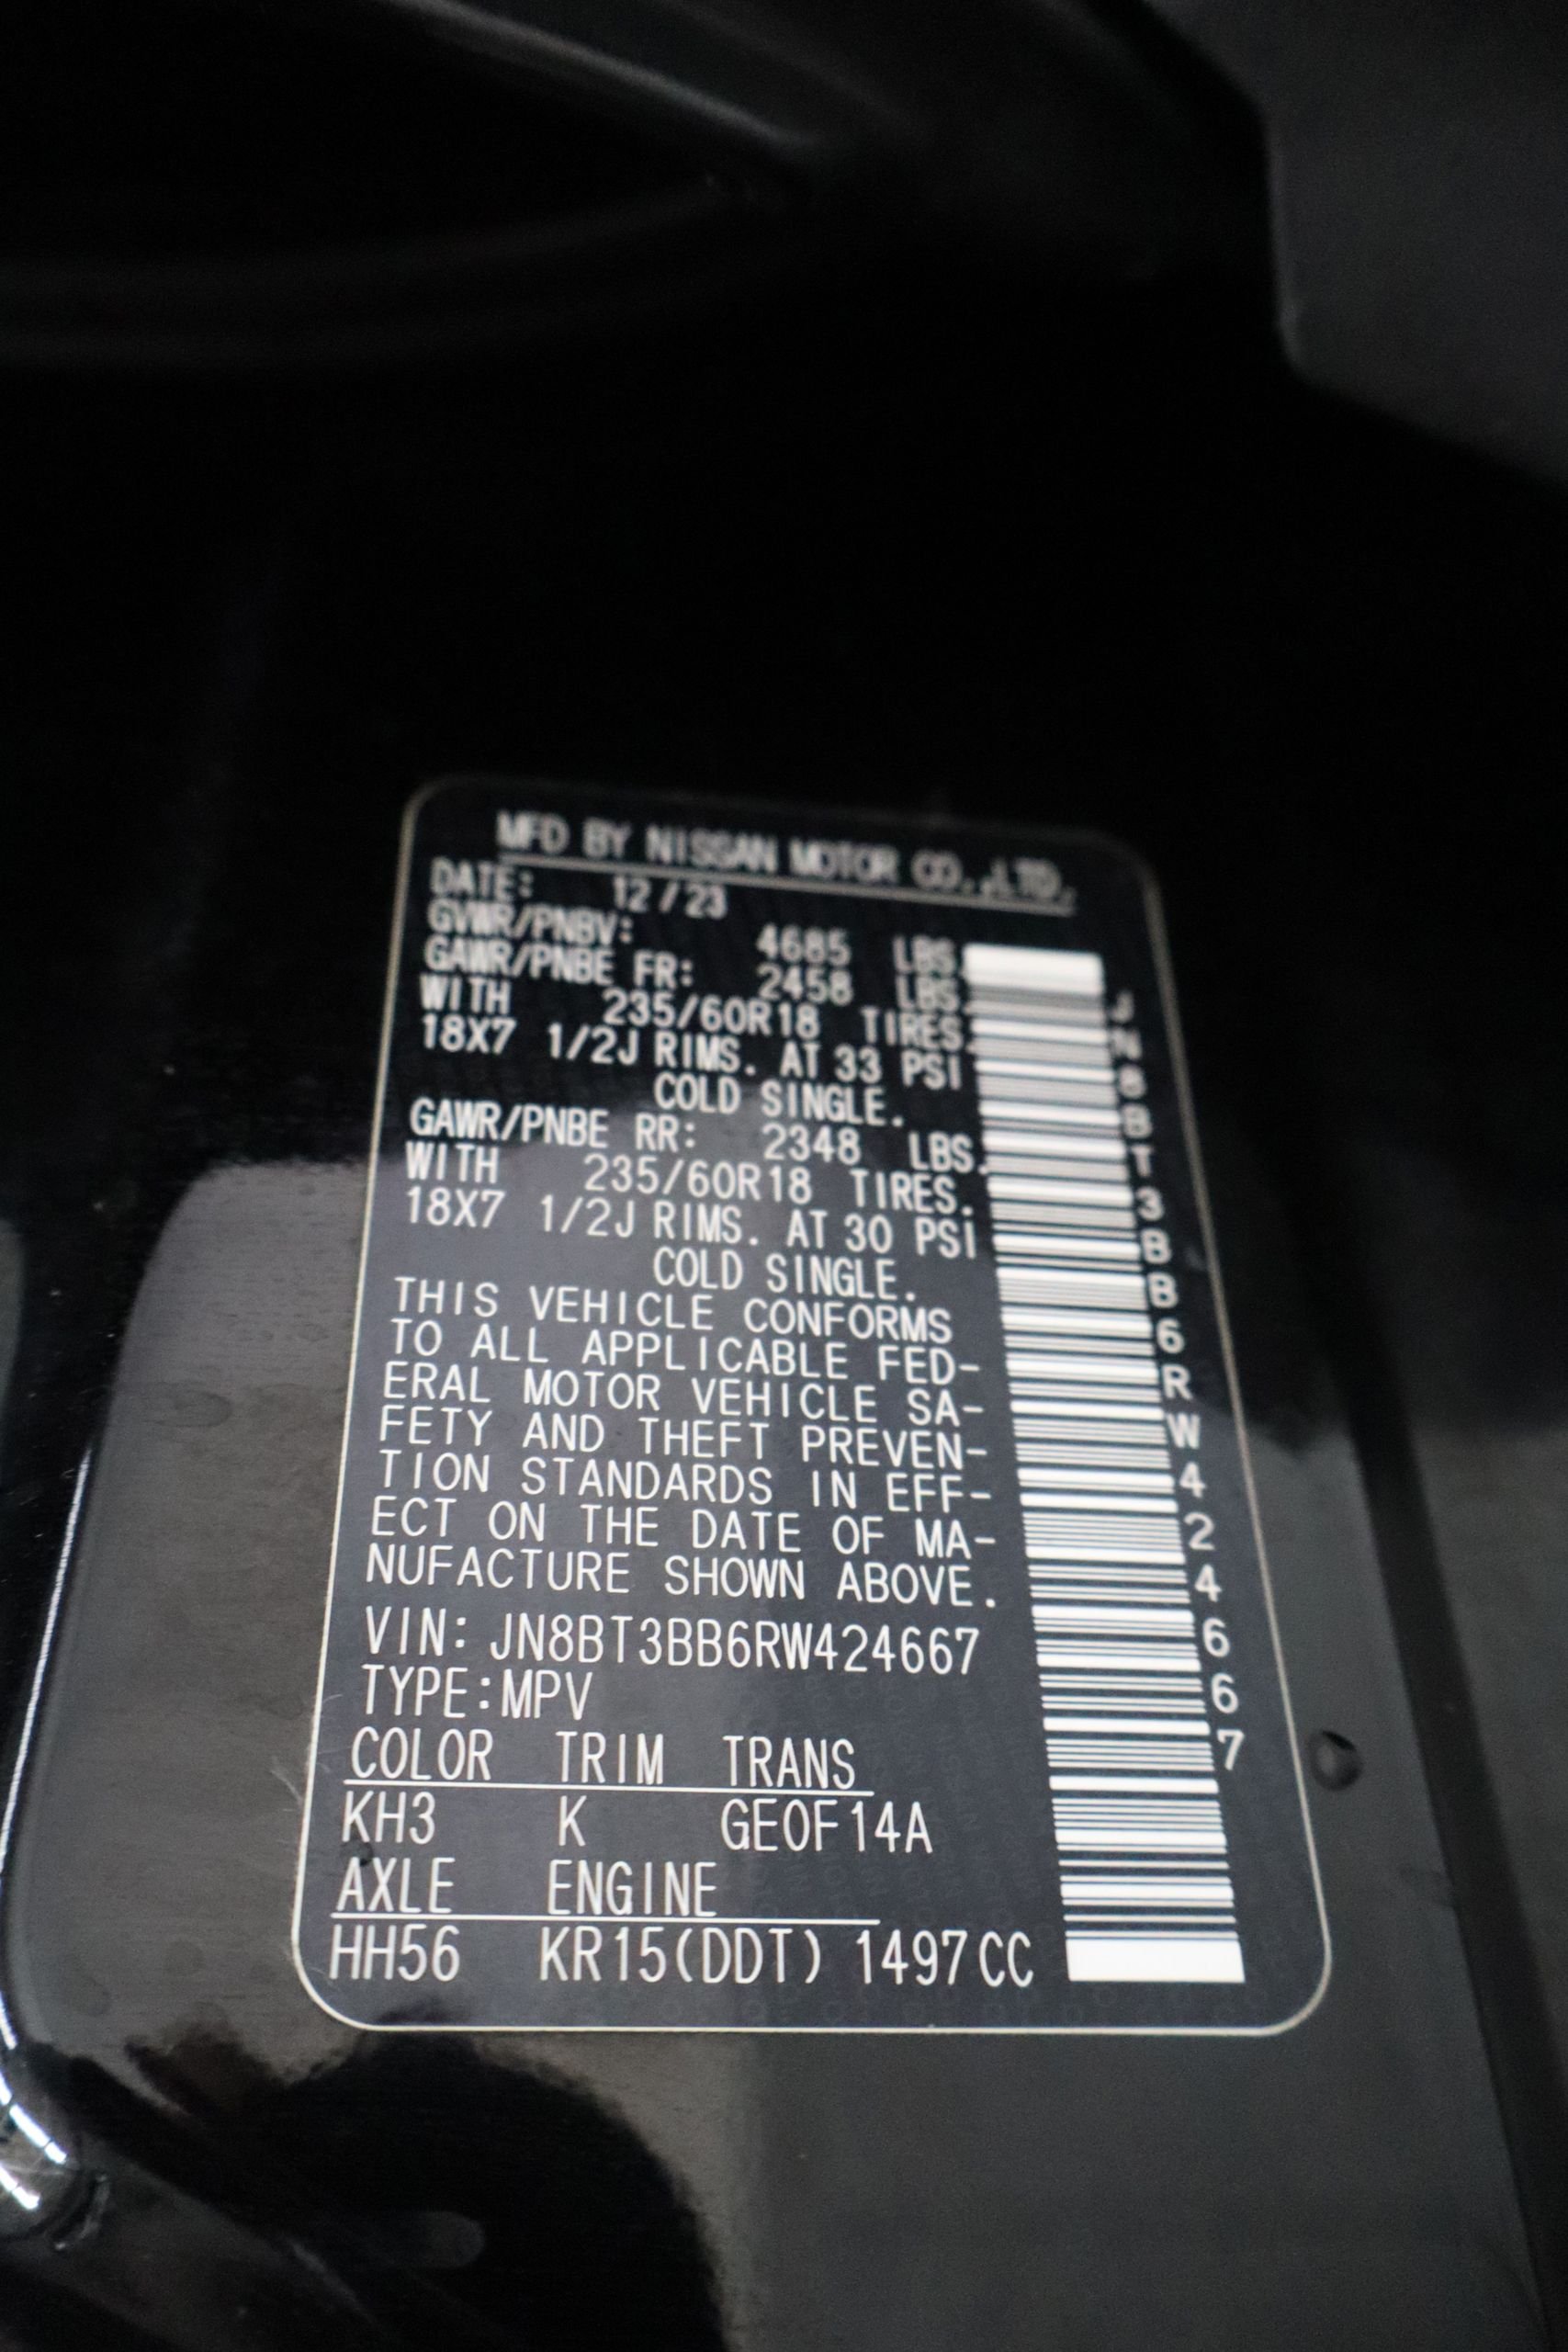 MFD BY NISSAN MOTOR CO.,LTD.
DATE: 12/23
GVWR/PNBV: 4685 LBS.
GAWR/PNBE FR: 2458 LBS.
WITH 235/60R18 TIRES.
18X7 1/2J RIMS. AT 33 PSI
COLD SINGLE.
GAWR/PNBE RR: 2348 LBS.
WITH 235/60R18 TIRES.
18X7 1/2J RIMS. AT 30 PSI
COLD SINGLE.
THIS VEHICLE CONFORMS
TO ALL APPLICABLE FED-
ERAL MOTOR VEHICLE SA-
FETY AND THEFT PREVEN-
TION STANDARDS IN EFF-
ECT ON THE DATE OF MA-
NUFACTURE SHOWN ABOVE.
VIN: JN8BT3BB6RW424667
TYPE:MPV
COLOR TRIM TRANS
KH3 K GE0F14A
AXLE ENGINE
HH56 KR15(DDT) 1497CC
JN8BT3BB6RW424667